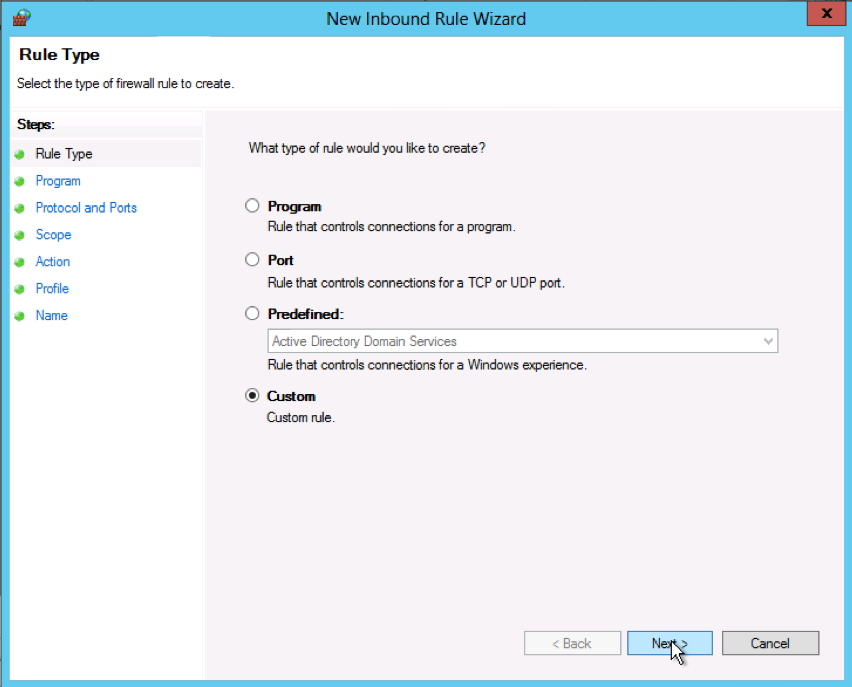 New Inbound Rule Wizard
x
Rule Type
Select the type of firewall rule to create.
Steps:
Rule Type
Program
Protocol and Ports
Scope
Action
Profile
Name
What type of rule would you like to create?
Program
Rule that controls connections for a program.
Port
Rule that controls connections for a TCP or UDP port.
Predefined:
Active Directory Domain Services
Rule that controls connections for a Windows experience.
Custom
Custom rule.
< Back
Next >
Cancel